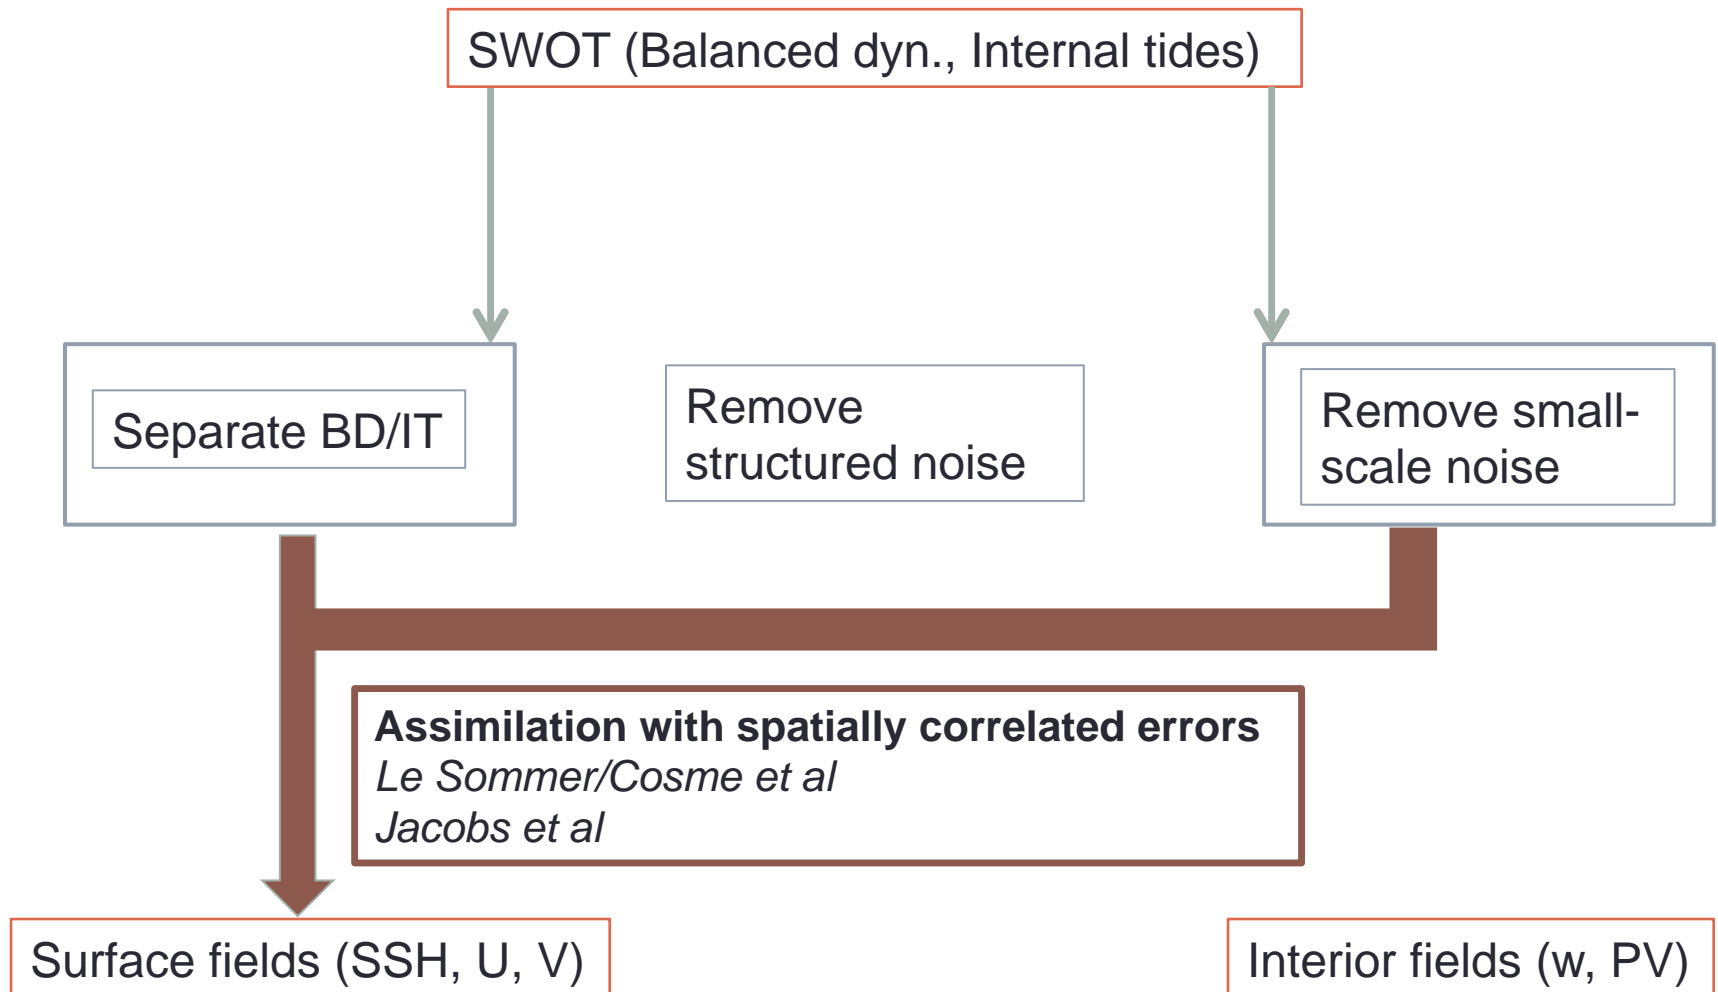 SWOT (Balanced dyn., Internal tides)
Separate BD/IT
Remove
structured noise
Remove small-
scale noise
Assimilation with spatially correlated errors
Le Sommer/Cosme et al
Jacobs et al
Surface fields (SSH, U, V)
Interior fields (w, PV)